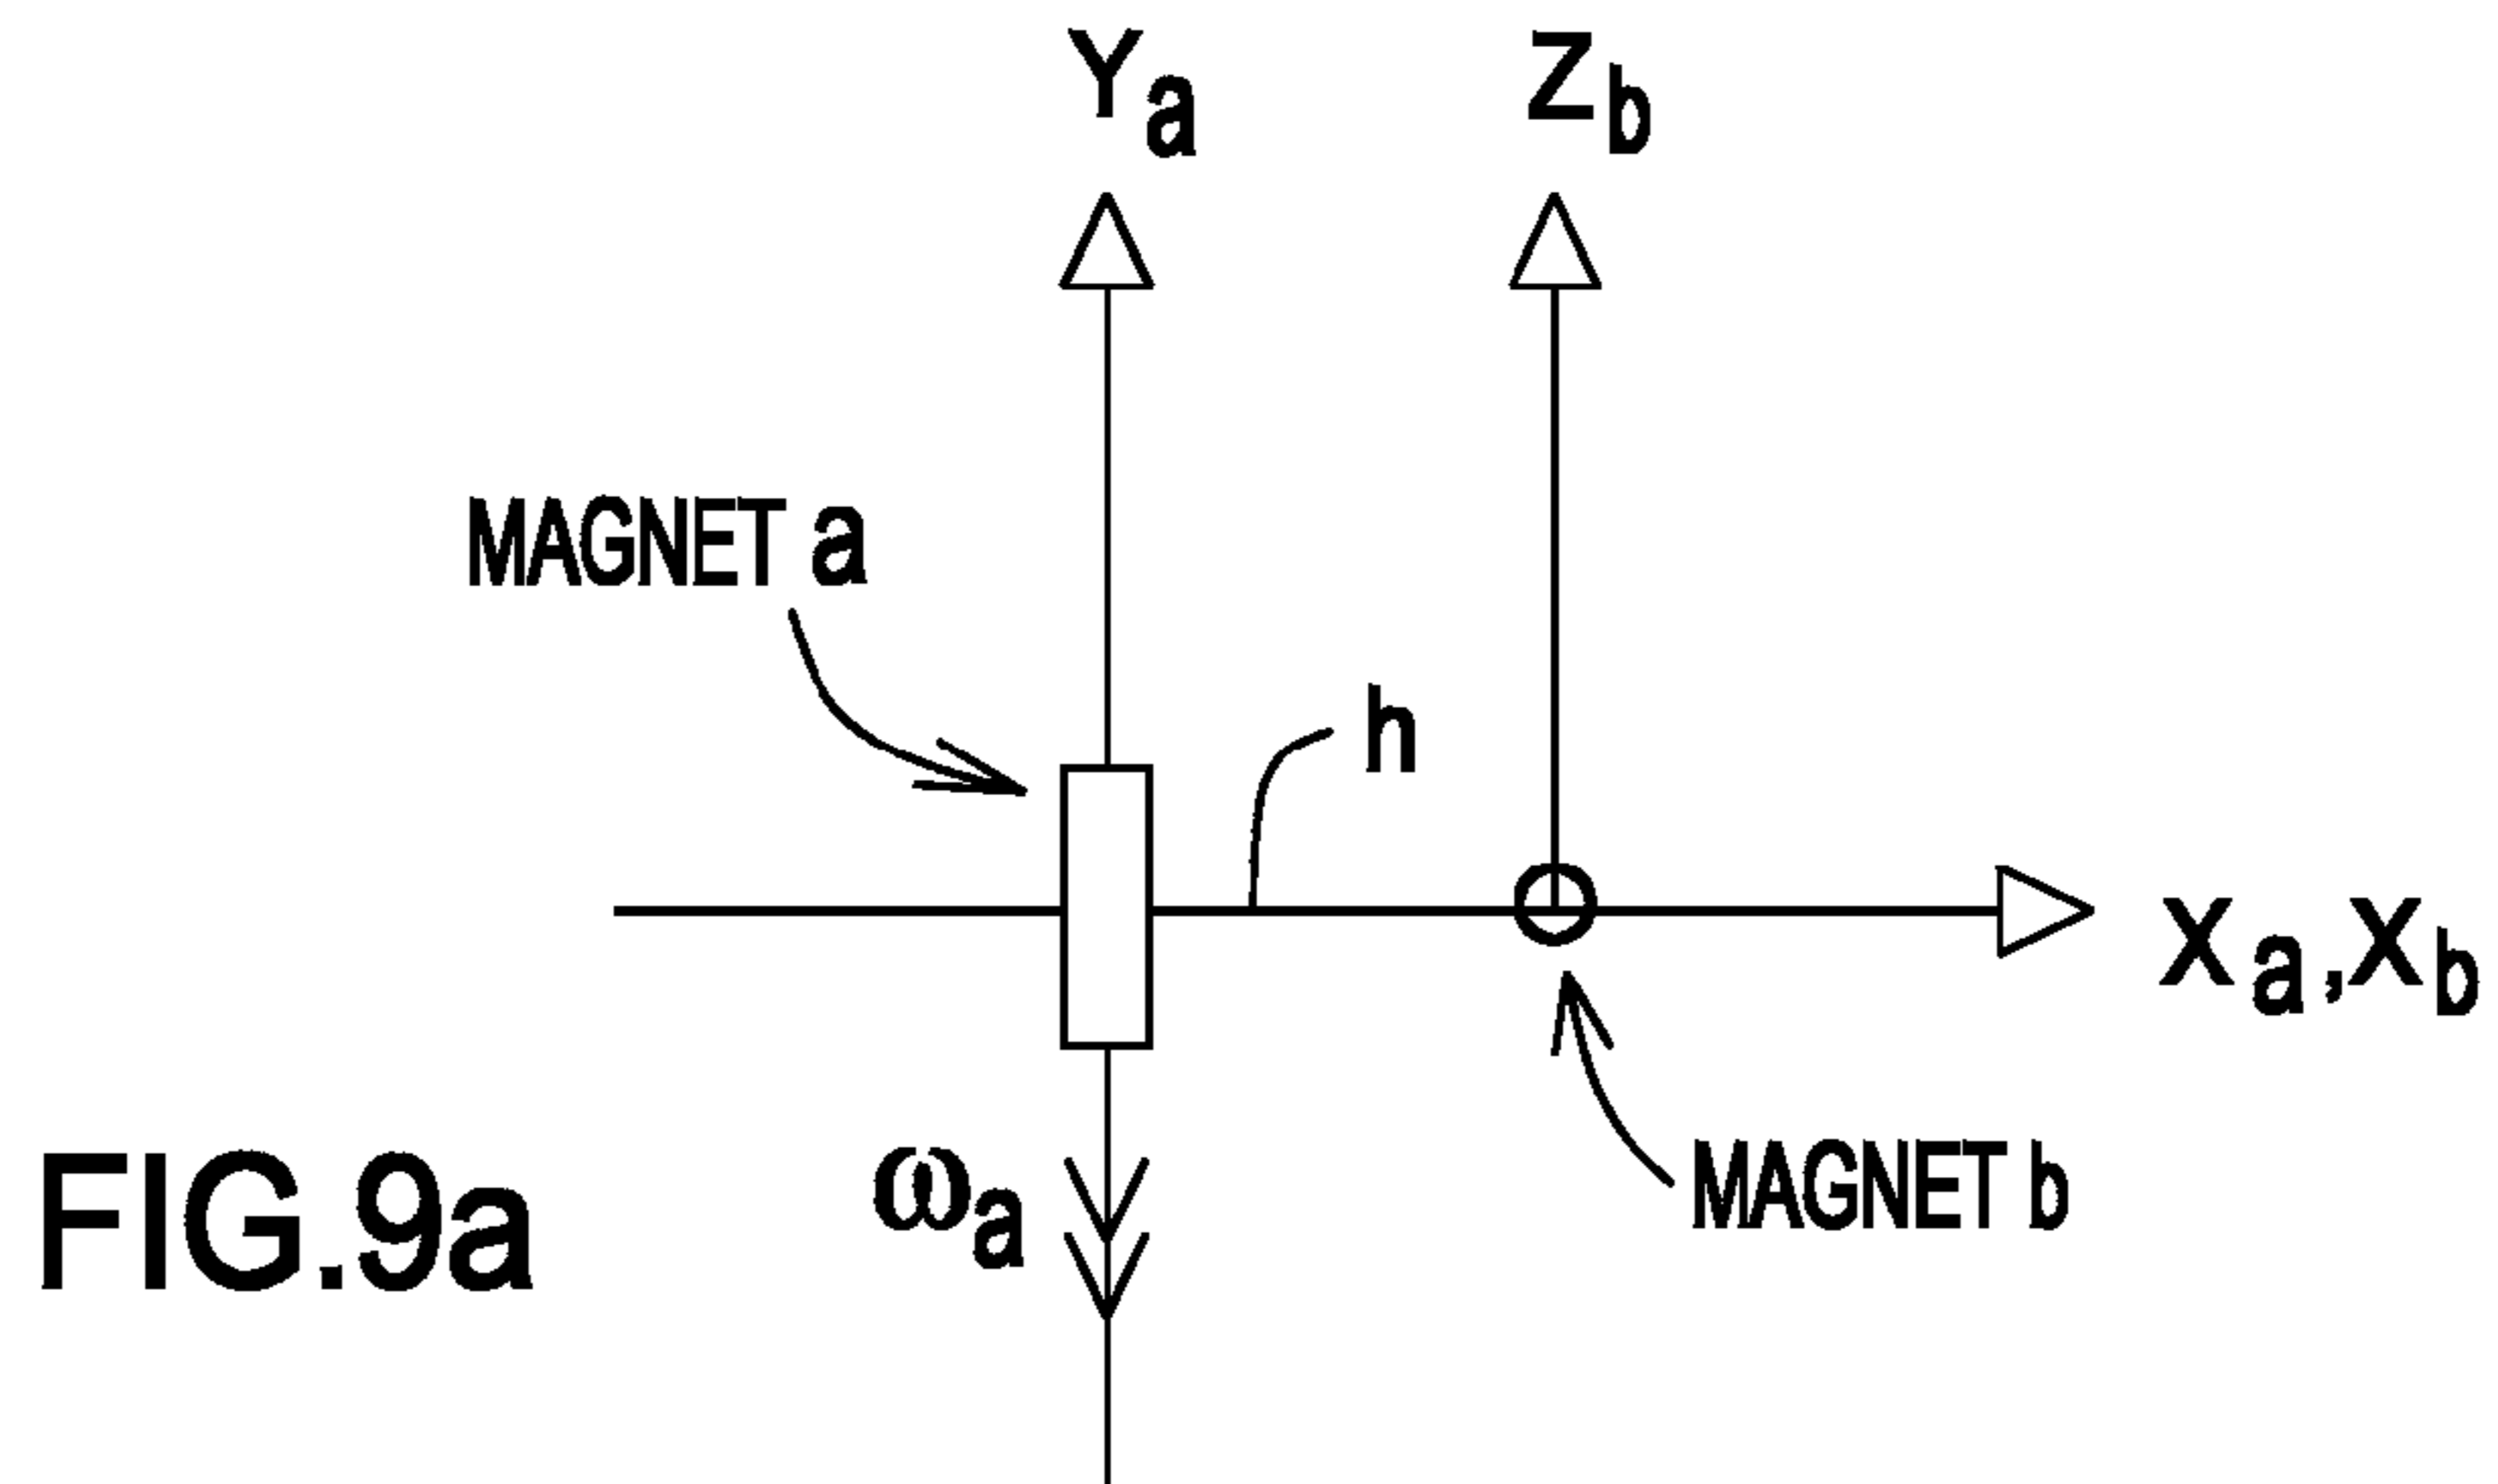 Ya
Zb
MAGNET a
h
Xa,Xb
ωa
MAGNET b
FIG.9a